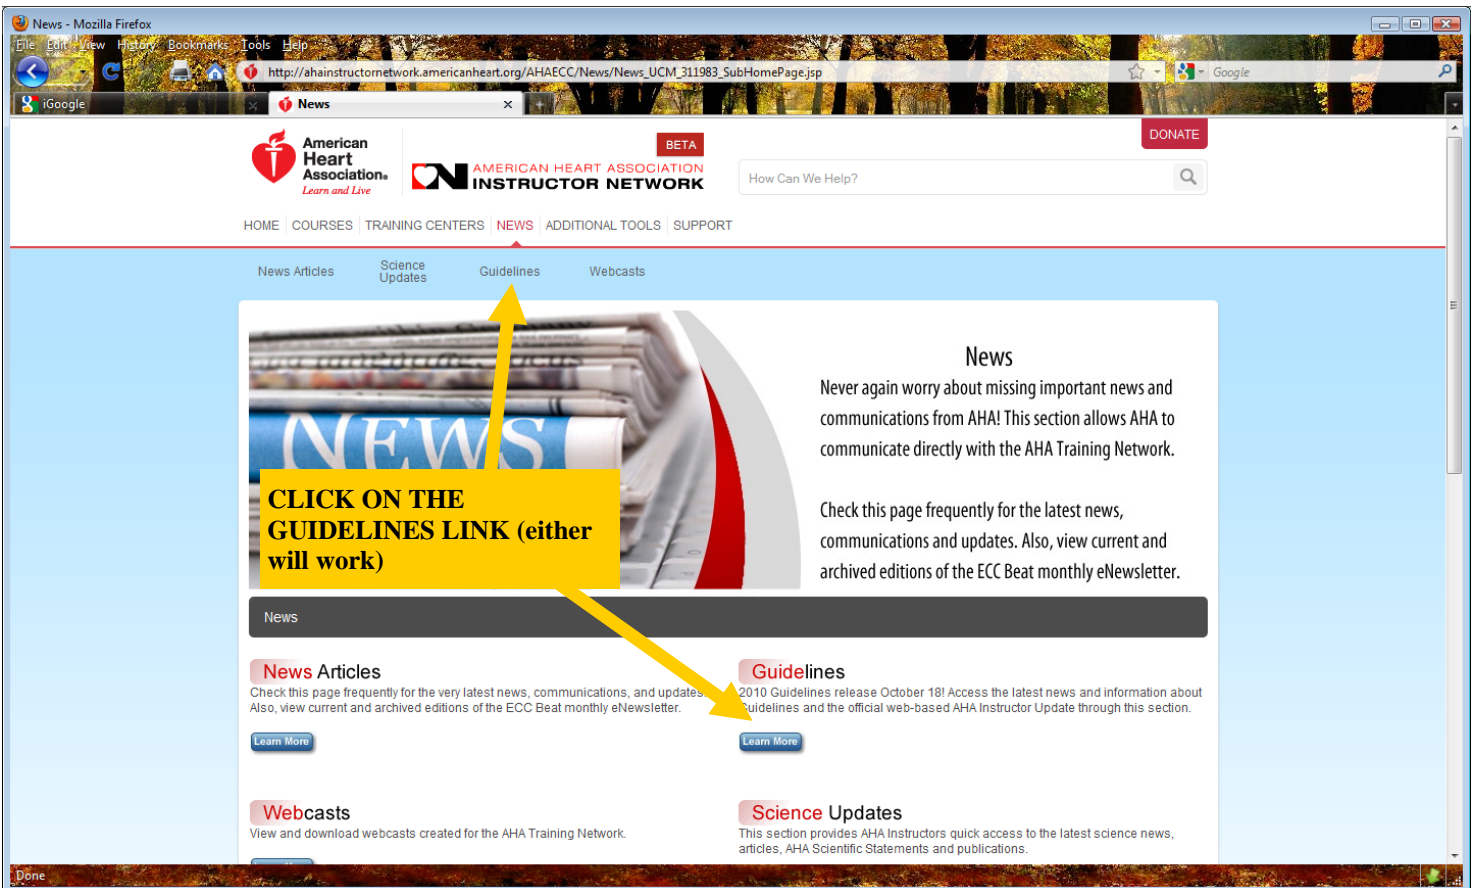 News - Mozilla Firefox
File Edit View History Bookmarks Tools Help
http://ahainstructornetwork.americanheart.org/AHAECC/News/News_UCM_311983_SubHomePage.jsp
Google
iGoogle
News
DONATE
American
Heart
Association®
Learn and Live
BETA
AMERICAN HEART ASSOCIATION
INSTRUCTOR NETWORK
How Can We Help?
HOME COURSES TRAINING CENTERS NEWS ADDITIONAL TOOLS SUPPORT
News Articles
Science
Updates
Guidelines
Webcasts
NEWS
News
Never again worry about missing important news and
communications from AHA! This section allows AHA to
communicate directly with the AHA Training Network.
Check this page frequently for the latest news,
communications and updates. Also, view current and
archived editions of the ECC Beat monthly eNewsletter.
CLICK ON THE
GUIDELINES LINK (either
will work)
News
News Articles
Check this page frequently for the very latest news, communications, and updates.
Also, view current and archived editions of the ECC Beat monthly eNewsletter.
Learn More
Guidelines
2010 Guidelines release October 18! Access the latest news and information about
Guidelines and the official web-based AHA Instructor Update through this section.
Learn More
Webcasts
View and download webcasts created for the AHA Training Network.
Science Updates
This section provides AHA Instructors quick access to the latest science news,
articles, AHA Scientific Statements and publications.
Done